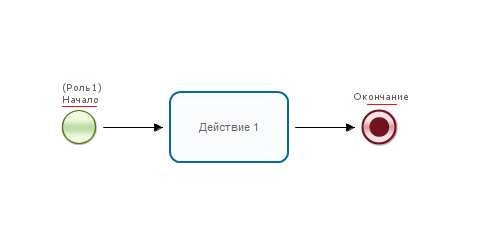 (Роль1)
Начало
Действие 1
Окончание